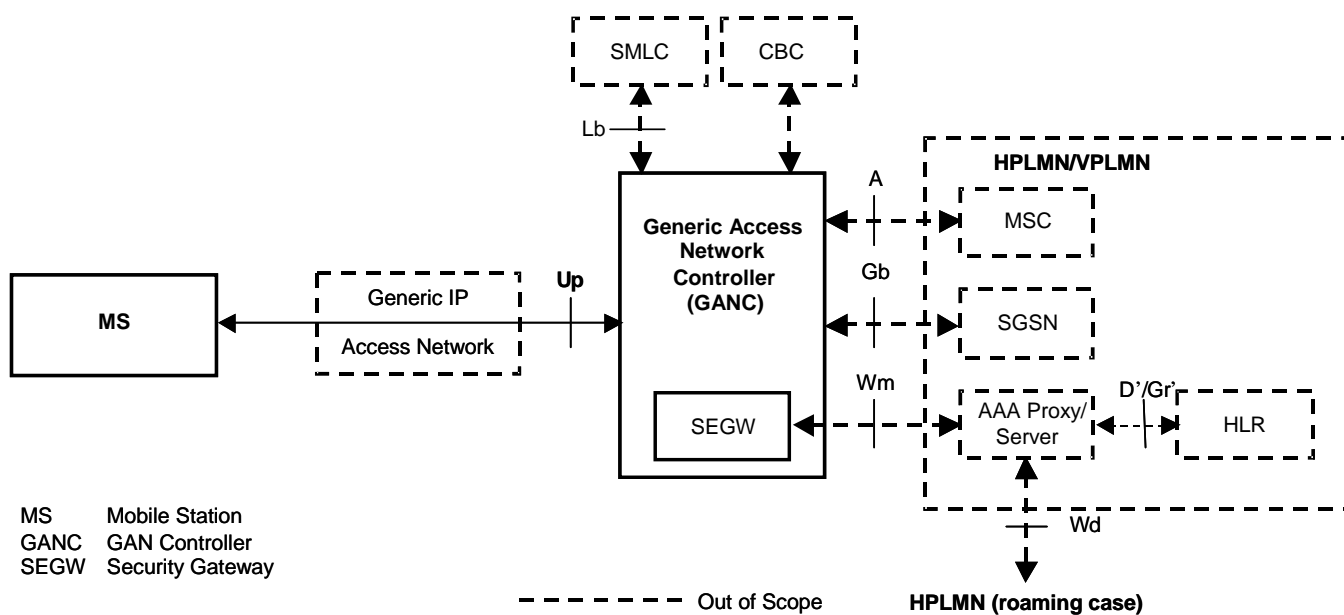 SMLC
CBC
Lb
HPLMN/VPLMN
A
MSC
Generic Access
Network
Controller
(GANC)
Gb
Up
Generic IP
Access Network
MS
SGSN
Wm
D’/Gr’
SEGW
AAA Proxy/
Server
HLR
Wd
MS Mobile Station
GANC GAN Controller
SEGW Security Gateway
Out of Scope
HPLMN (roaming case)